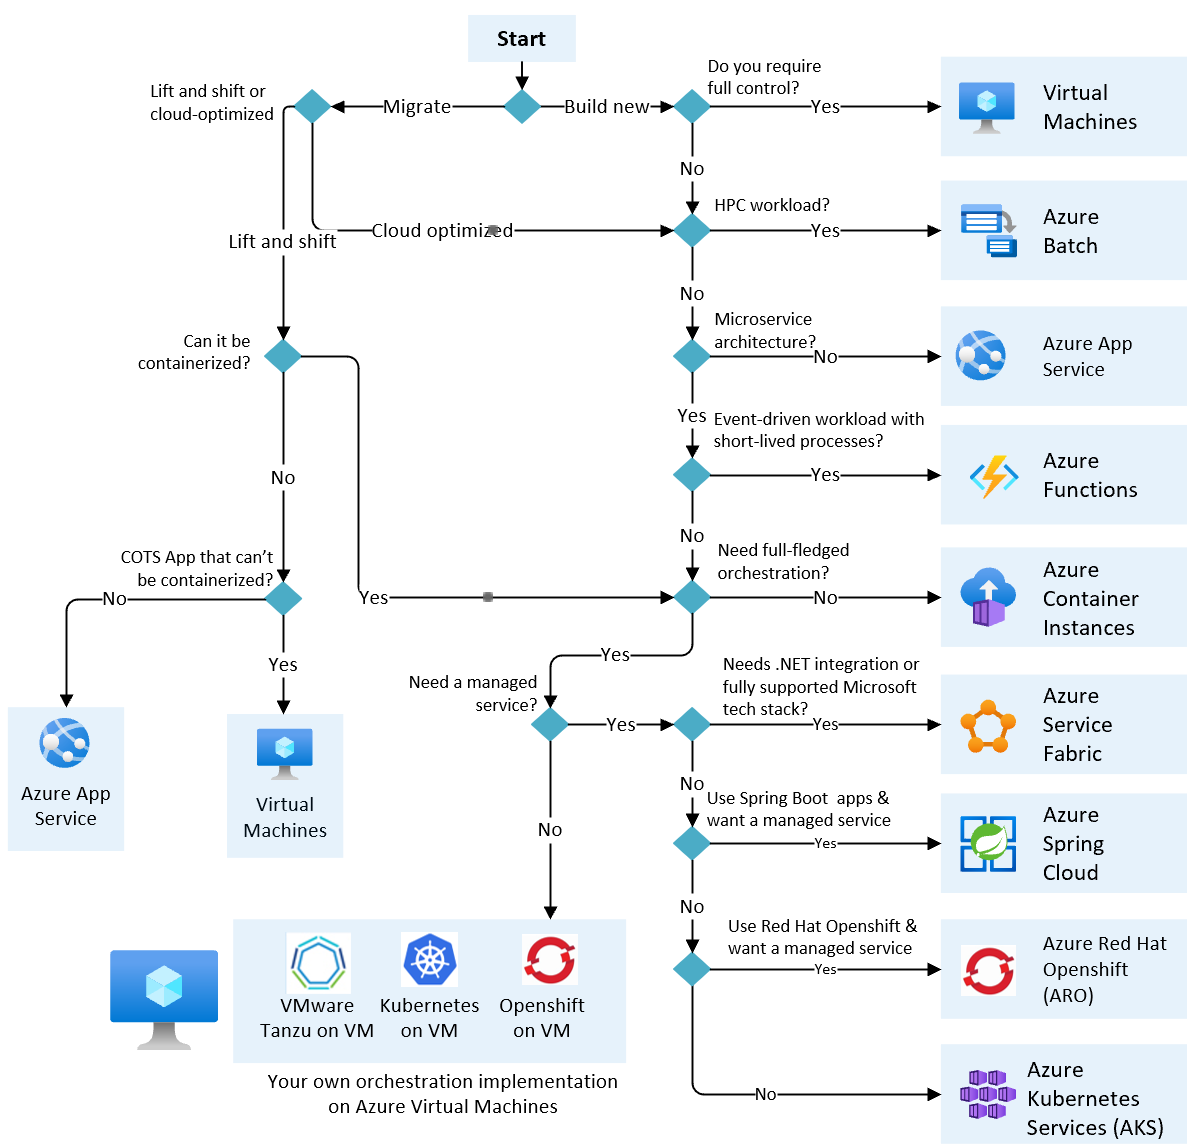 Start
Do you require
full control?
Lift and shift or
cloud-optimized
Migrate
Build new
Yes
Virtual
Machines
No
HPC workload?
Cloud optimized
Yes
Azure
Batch
Lift and shift
No
Microservice
architecture?
No
Azure App
Service
Can it be
containerized?
Yes
Event-driven workload with
short-lived processes?
Yes
Azure
Functions
No
No
Need full-fledged
orchestration?
No
Azure
Container
Instances
COTS App that can't
be containerized?
No
Yes
Yes
Yes
Need a managed
service?
Yes
Needs .NET integration or
fully supported Microsoft
tech stack?
Yes
Azure
Service
Fabric
Azure App
Service
Virtual
Machines
No
No
Use Spring Boot apps &
want a managed service
Yes
Azure
Spring
Cloud
No
Use Red Hat Openshift &
want a managed service
Yes
Azure Red Hat
Openshift
(ARO)
VMware
Tanzu on VM
Kubernetes
on VM
Openshift
on VM
Your own orchestration implementation
on Azure Virtual Machines
No
Azure
Kubernetes
Services (AKS)